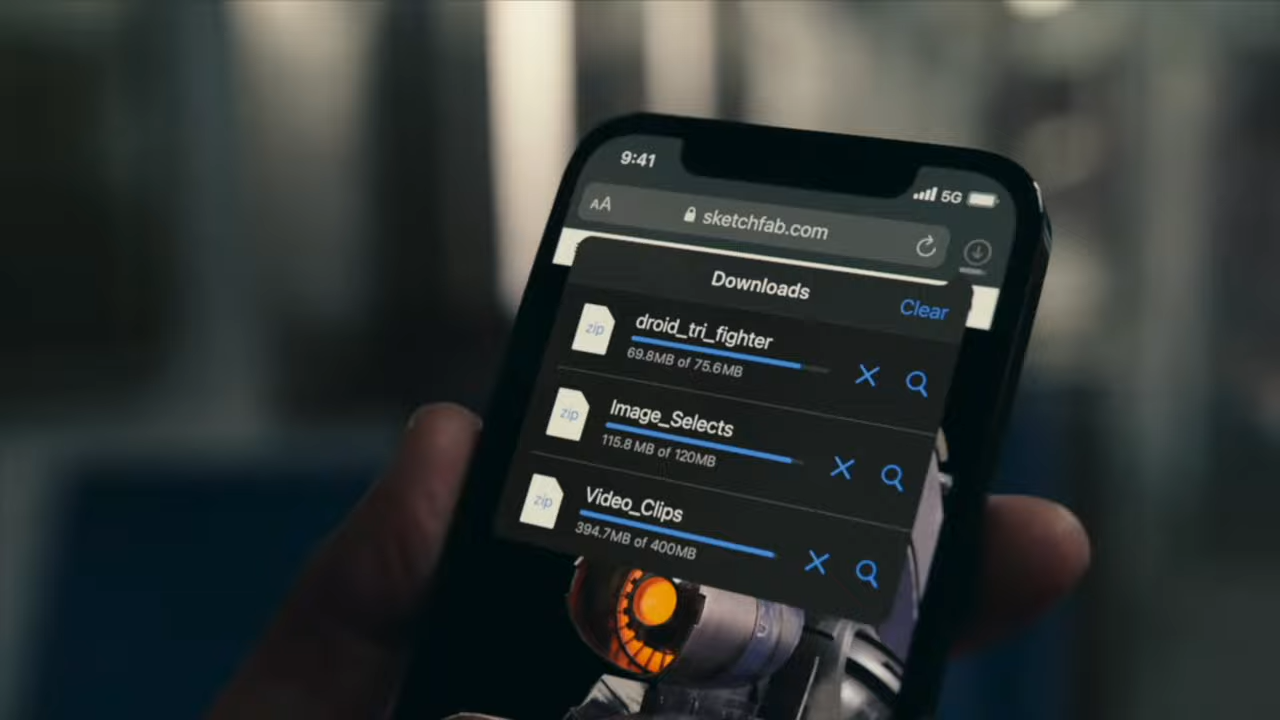 9:41
5G
AA sketchfab.com
Downloads
Clear
zip
droid_tri_fighter
69.8MB of 75.6MB
zip
Image_Selects
115.8 MB of 120MB
zip
Video_Clips
394.7MB of 400MB